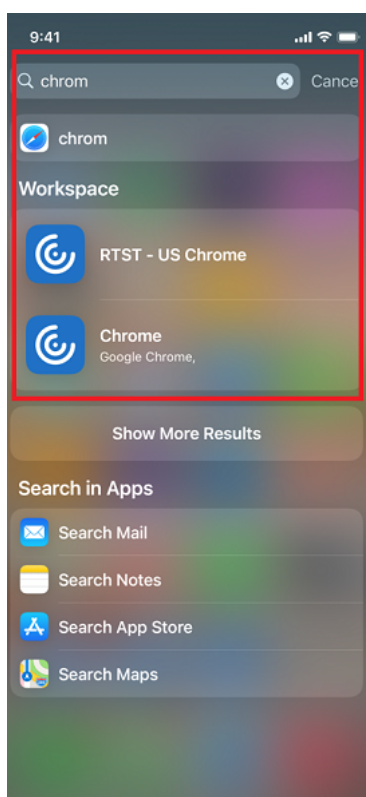 9:41
chrom
Cance
chrom
Workspace
RTST - US Chrome
Chrome
Google Chrome,
Show More Results
Search in Apps
Search Mail
Search Notes
Search App Store
Search Maps